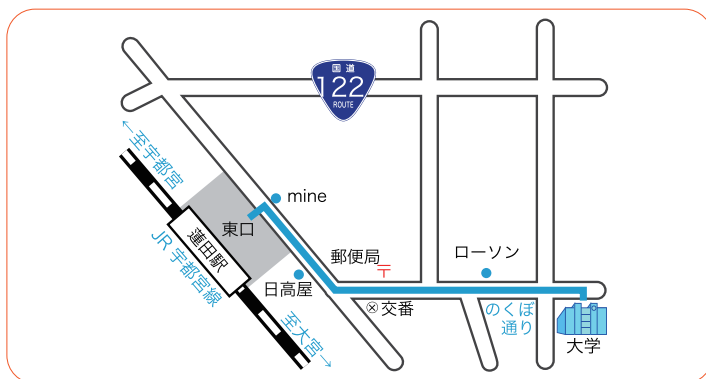 国道
122
ROUTE
←至宇都宮
mine
東口
蓮田駅
JR 宇都宮線
郵便局
〒
ローソン
日高屋
交番
のくぼ
通り
至大宮→
大学